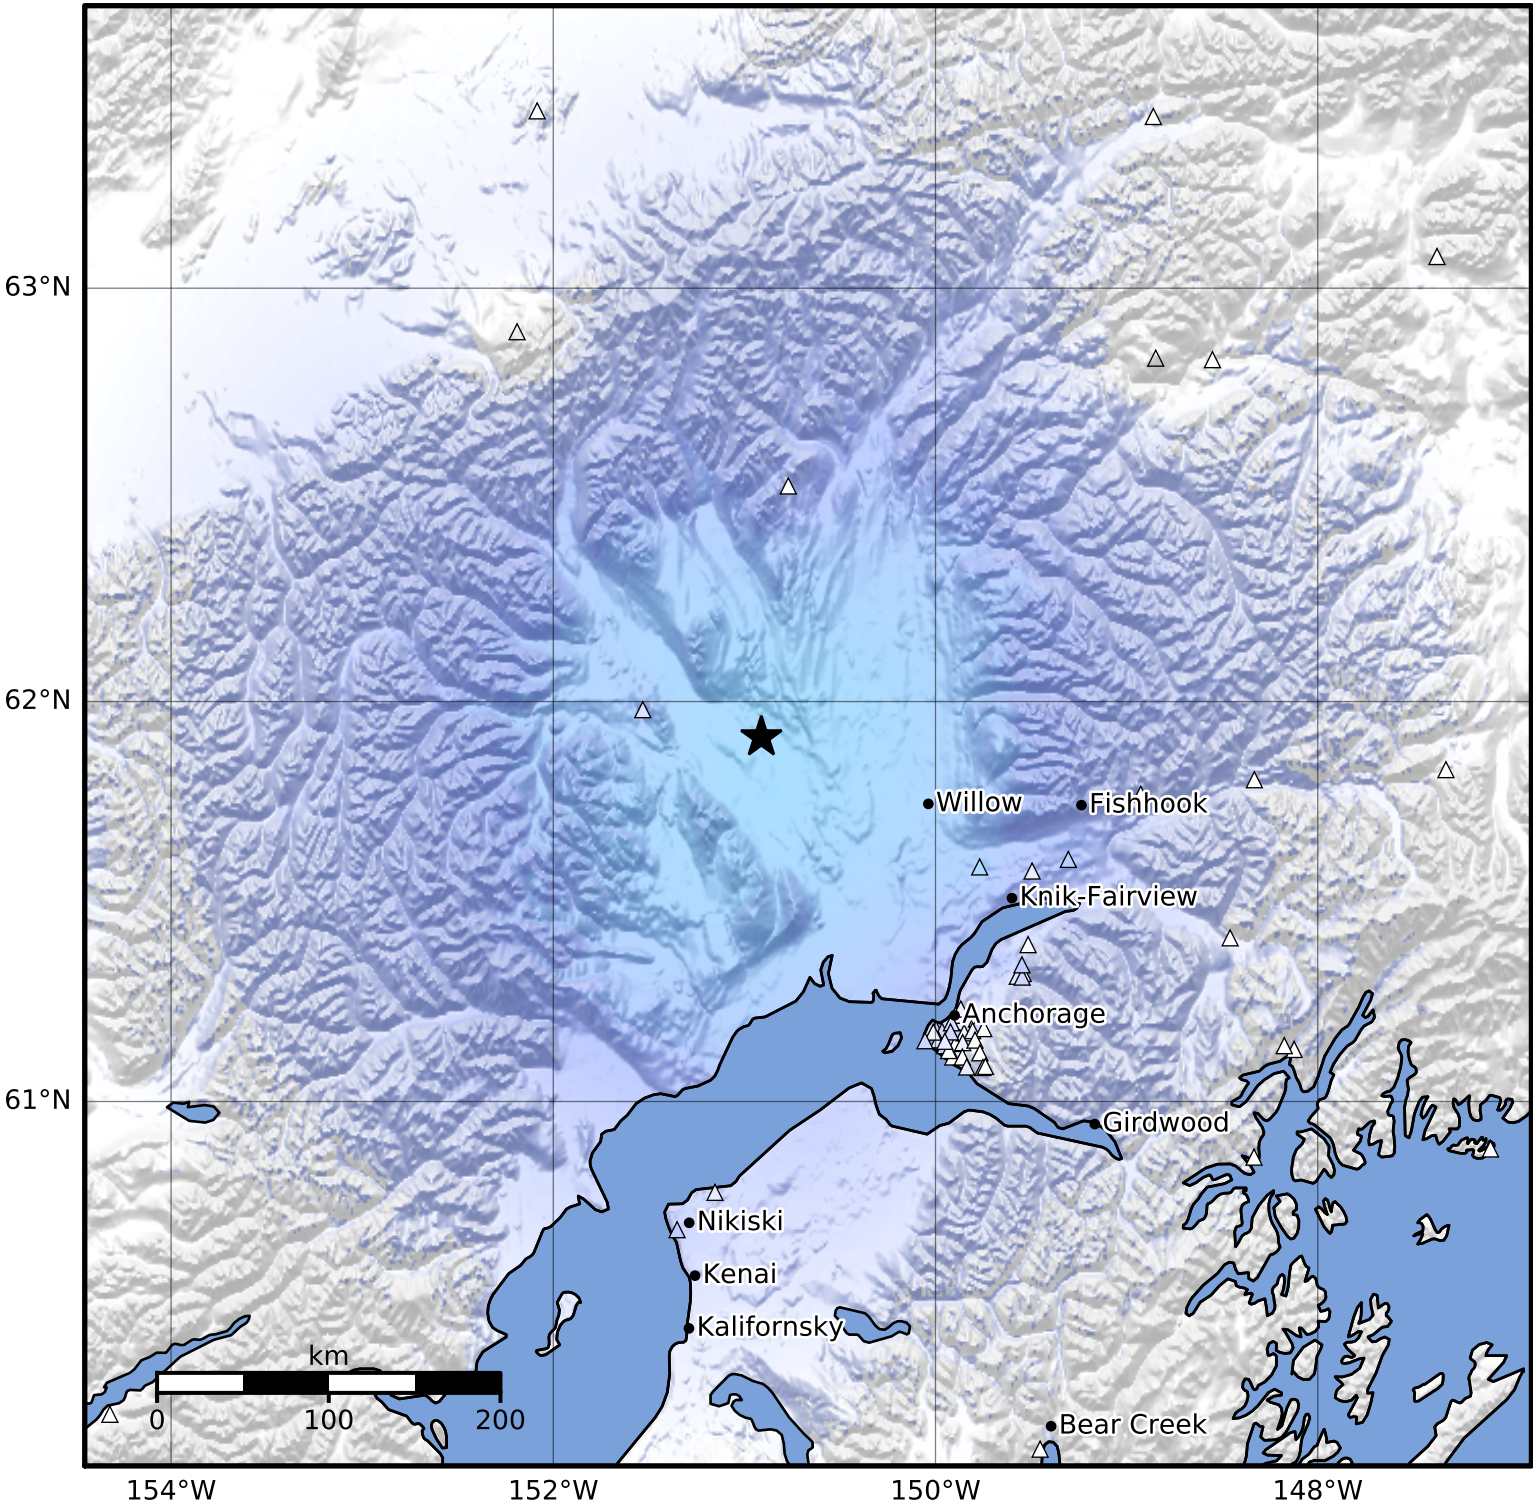 63°N
62°N
Willow
Fishhook
Knik-Fairview
Anchorage
61°N
Girdwood
Nikiski
Kenai
Kalifornsky
km
0 100 200
Bear Creek
154°W 152°W 150°W 148°W